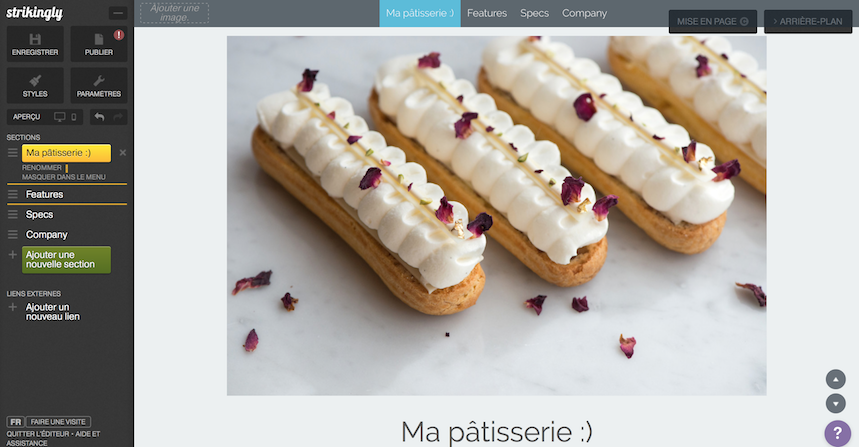 strikingly
ENREGISTRER
PUBLIER
!
STYLES
PARAMÈTRES
APERÇU
SECTIONS
Ma pâtisserie :)
RENOMMER
MASQUER DANS LE MENU
Features
Specs
Company
Ajouter une
nouvelle section
LIENS EXTERNES
Ajouter un
nouveau lien
FR
FAIRE UNE VISITE
QUITTER L'ÉDITEUR - AIDE ET
ASSISTANCE
Ajouter une
image.
Ma pâtisserie :)
Features
Specs
Company
MISE EN PAGE
> ARRIÈRE-PLAN
Ma pâtisserie :)
?